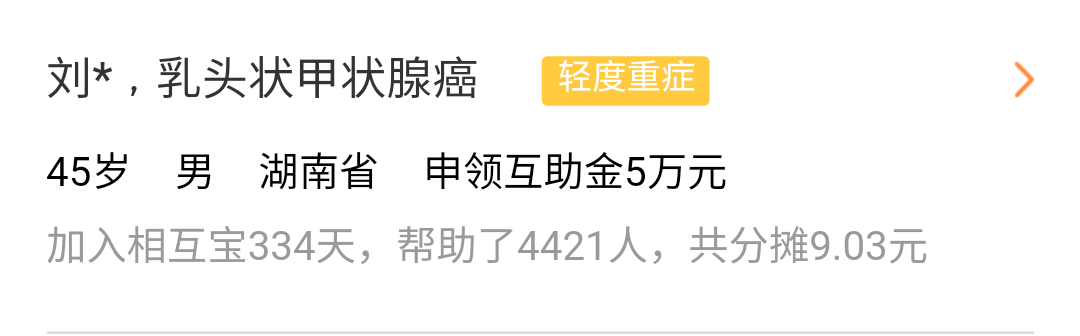 刘*，乳头状甲状腺癌 轻度重症
45岁 男 湖南省 申领互助金5万元
加入相互宝334天，帮助了4421人，共分摊9.03元